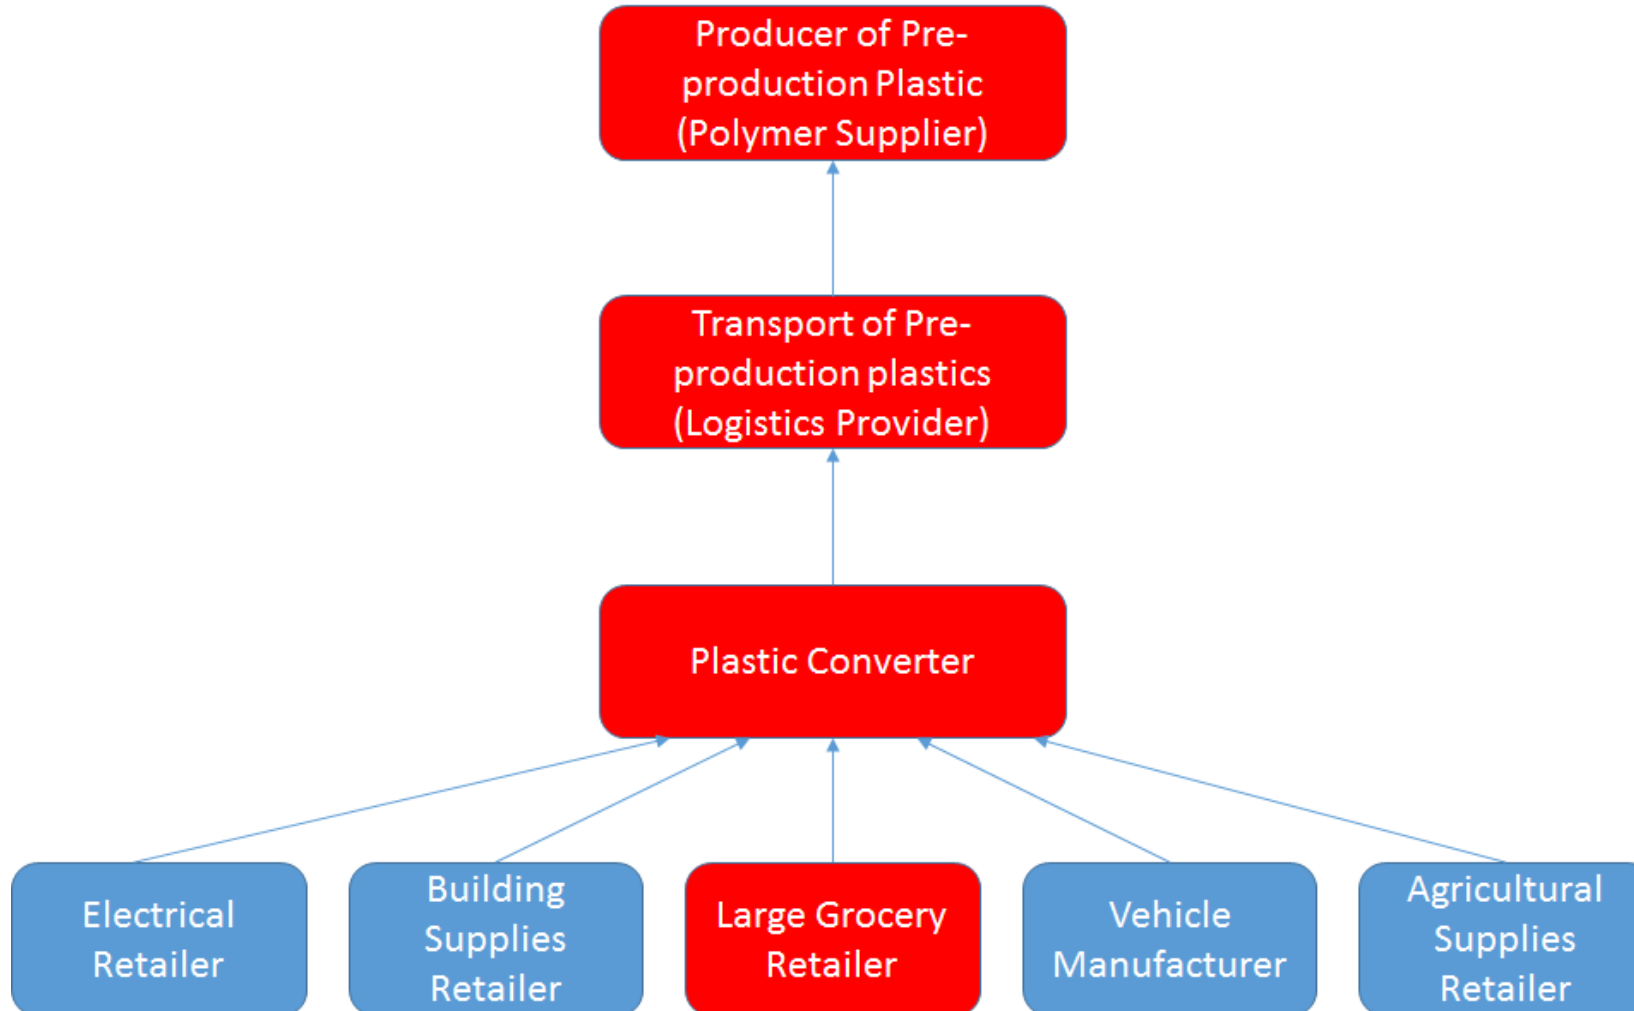 Producer of Pre-
production Plastic
(Polymer Supplier)
Transport of Pre-
production plastics
(Logistics Provider)
Plastic Converter
Electrical
Retailer
Building
Supplies
Retailer
Large Grocery
Retailer
Vehicle
Manufacturer
Agricultural
Supplies
Retailer